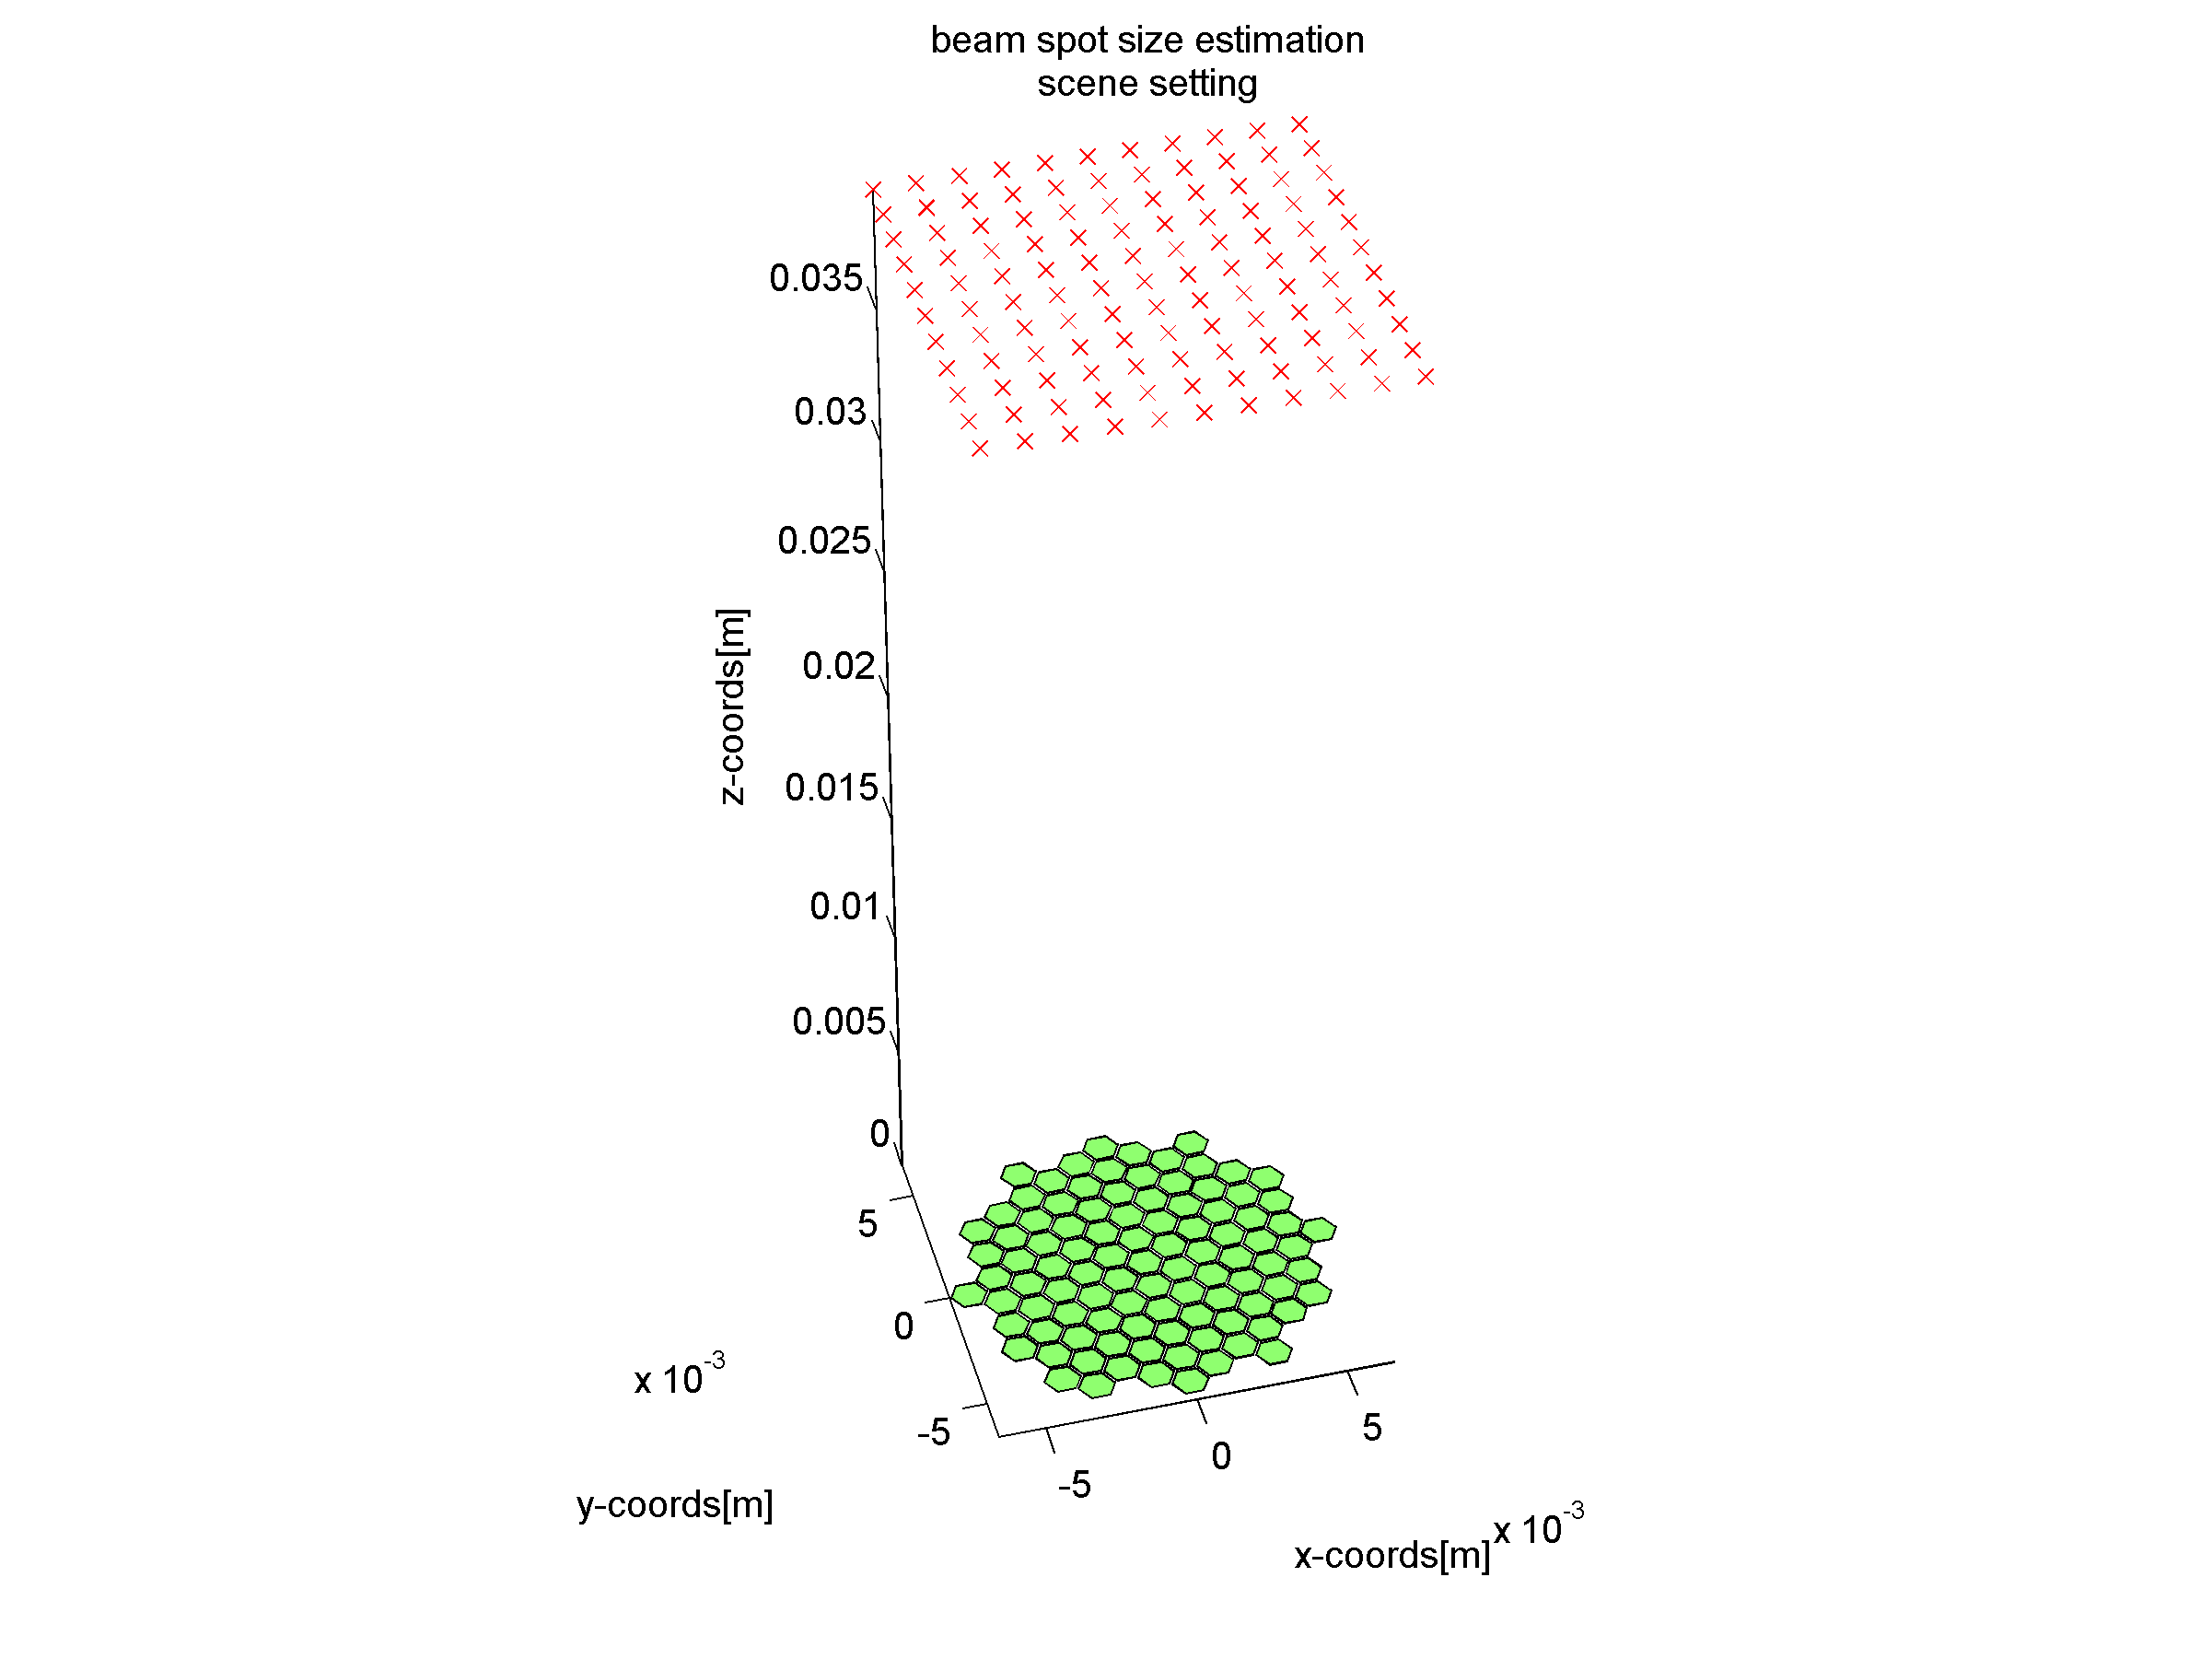 beam spot size estimation
scene setting
0.035
0.03
0.025
0.02
0.015
0.01
0.005
0
z-coords[m]
5
0
-5
x 10^-3
y-coords[m]
-5
0
5
x 10^-3
x-coords[m]